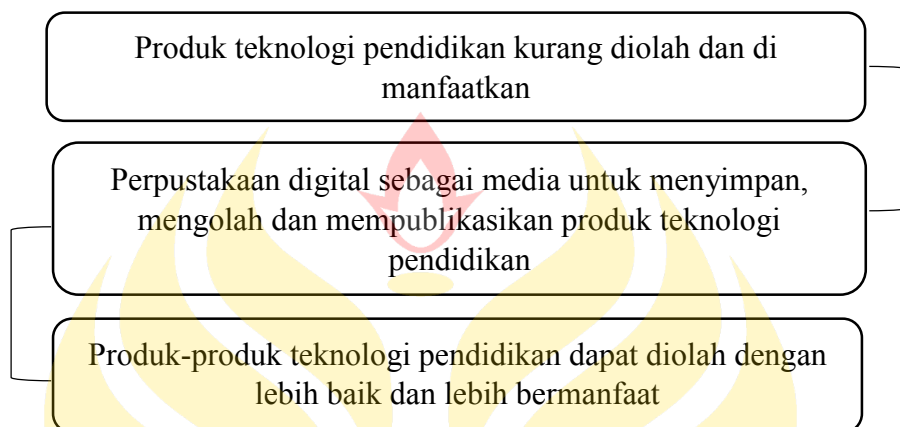 Produk teknologi pendidikan kurang diolah dan di
manfaatkan
Perpustakaan digital sebagai media untuk menyimpan,
mengolah dan mempublikasikan produk teknologi
pendidikan
Produk-produk teknologi pendidikan dapat diolah dengan
lebih baik dan lebih bermanfaat